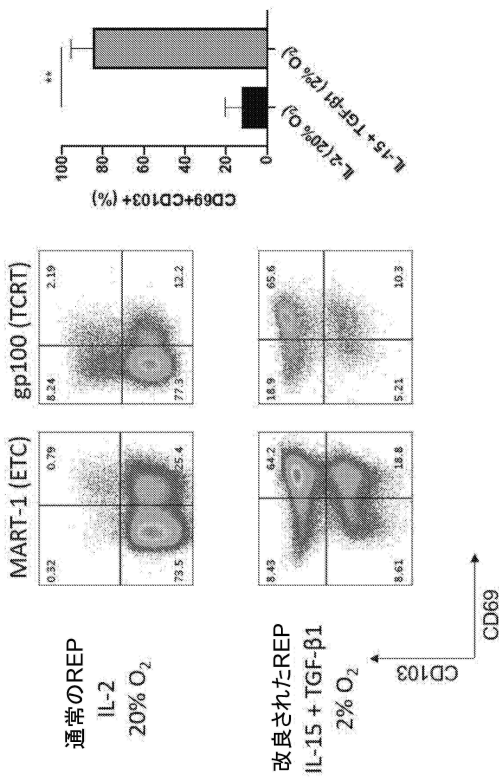 MART-1 (ETC)
gp100 (TCRT)
通常のREP
IL-2
20% O₂
0.32
0.79
73.5
25.4
8.24
2.19
77.3
12.2
改良されたREP
IL-15 + TGF-β1
2% O₂
8.43
64.2
8.61
18.8
18.9
65.6
5.21
10.3
CD103
CD69
CD69+CD103+ (%)
100
80
60
40
20
0
**
IL-2 (20% O₂)
IL-15 + TGF-β1 (2% O₂)